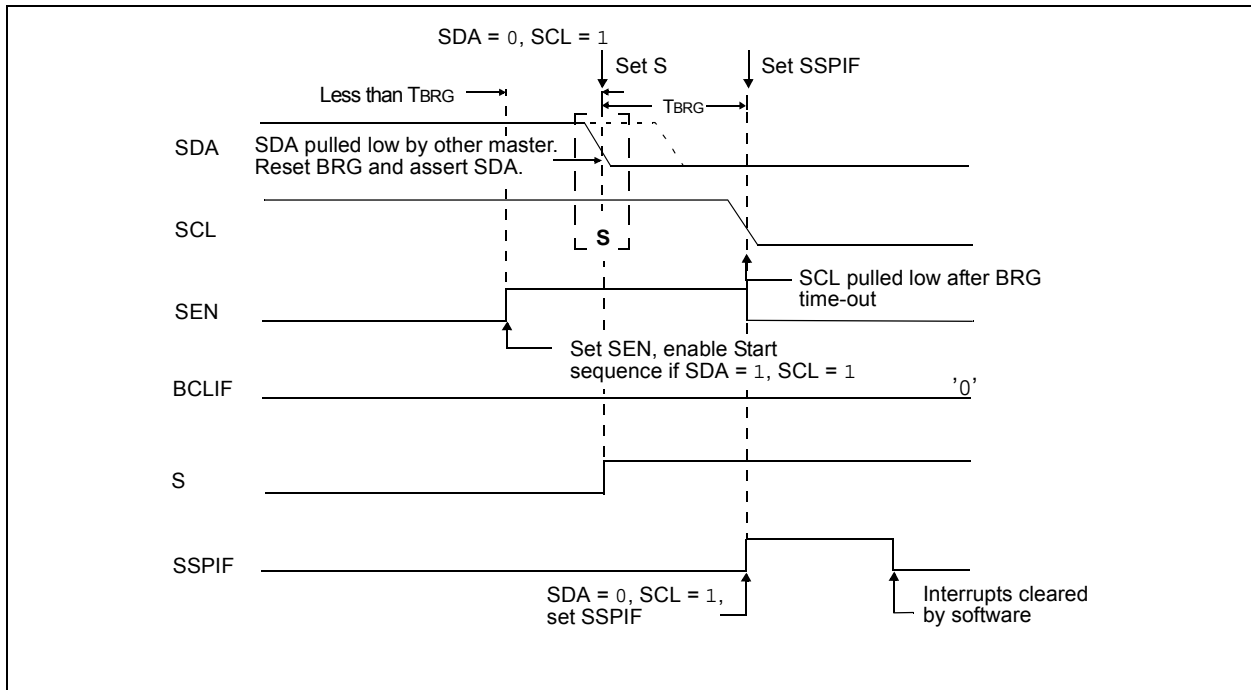 SDA = 0, SCL = 1
Set S
Set SSPIF
Less than TBRG
TBRG
SDA
SDA pulled low by other master.
Reset BRG and assert SDA.
SCL
S
SCL pulled low after BRG
time-out
SEN
Set SEN, enable Start
sequence if SDA = 1, SCL = 1
BCLIF
'0'
S
SSPIF
SDA = 0, SCL = 1,
set SSPIF
Interrupts cleared
by software